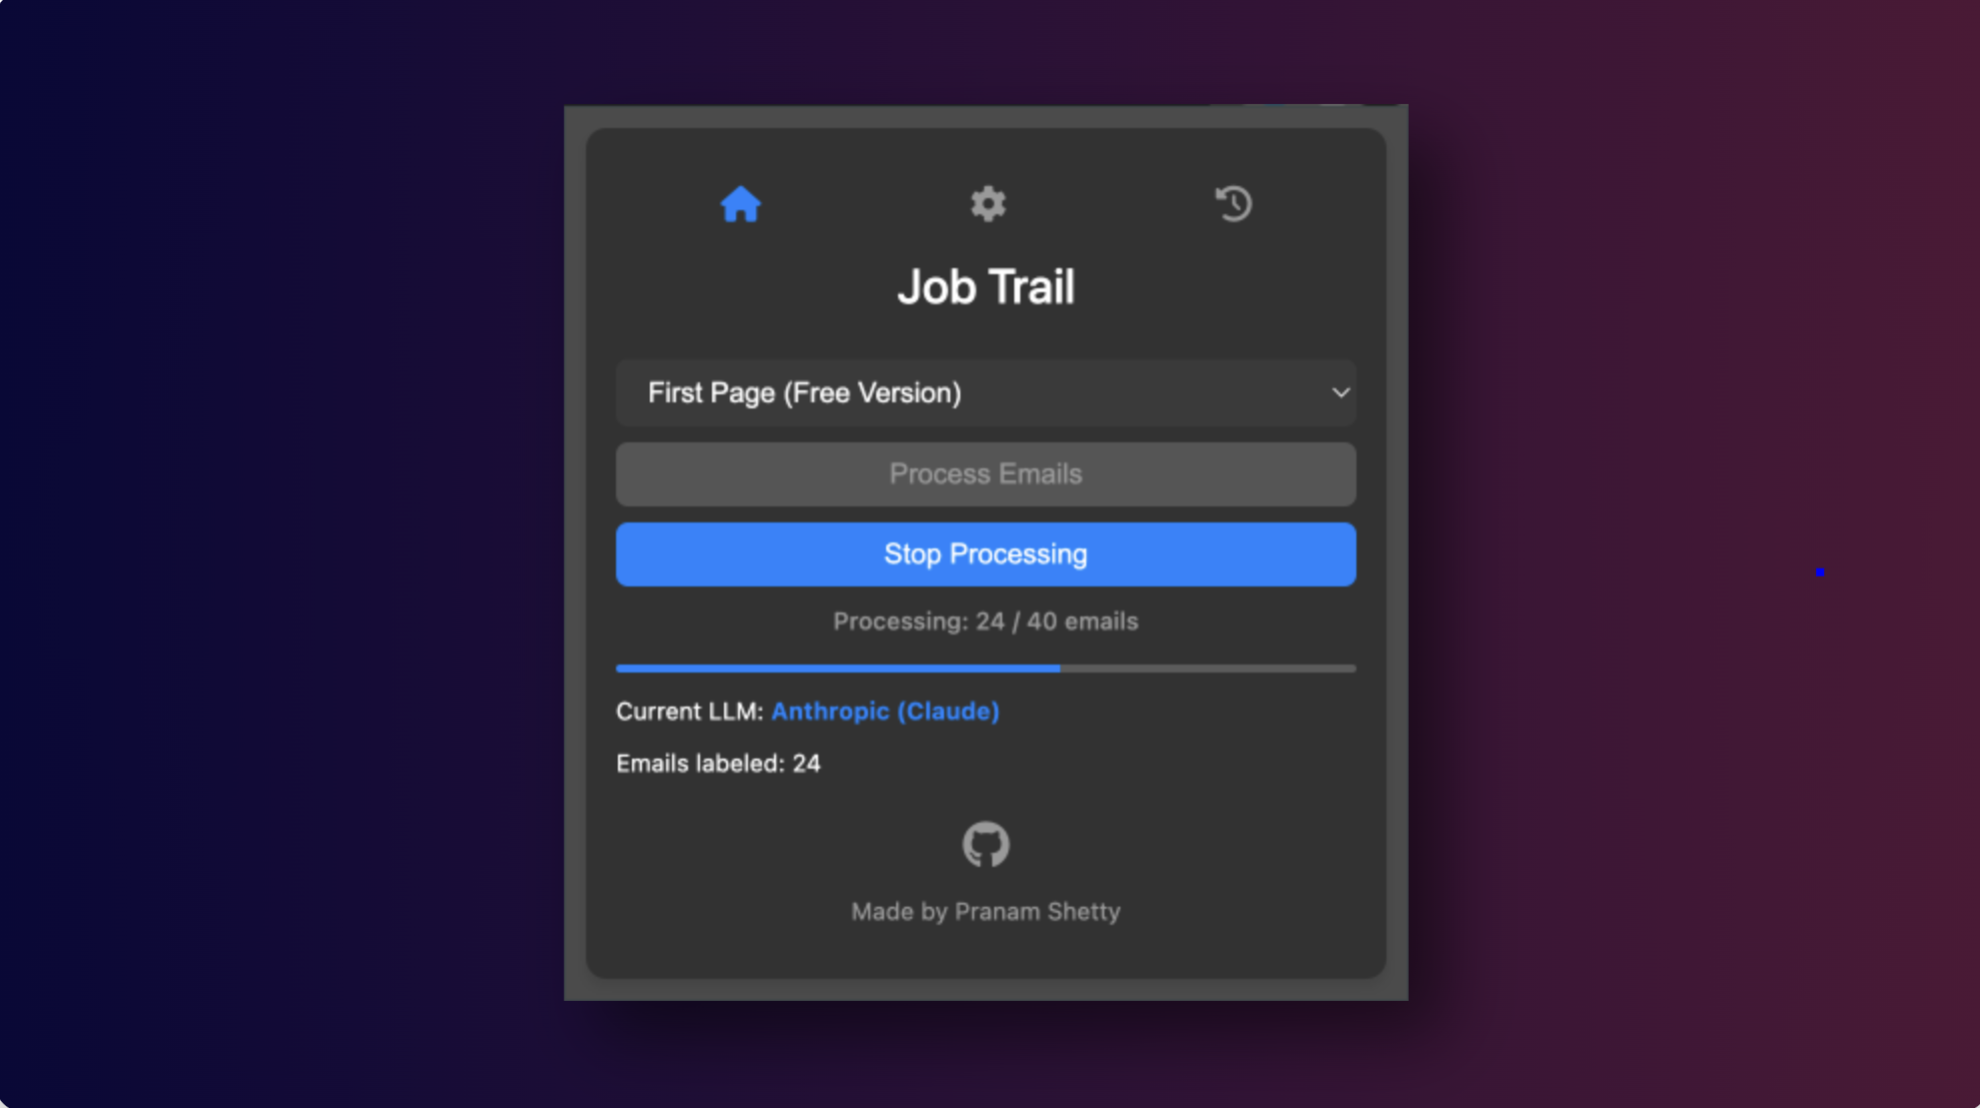 Job Trail
First Page (Free Version)
Process Emails
Stop Processing
Processing: 24 / 40 emails
Current LLM: Anthropic (Claude)
Emails labeled: 24
Made by Pranam Shetty